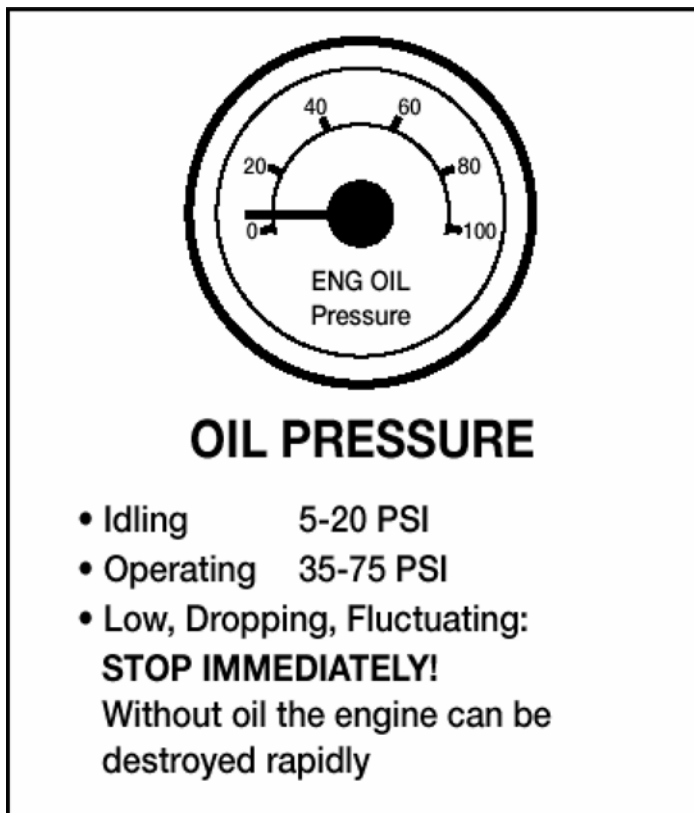 40 60
20 80
0 100
ENG OIL
Pressure
OIL PRESSURE
• Idling 5-20 PSI
• Operating 35-75 PSI
• Low, Dropping, Fluctuating:
STOP IMMEDIATELY!
Without oil the engine can be
destroyed rapidly